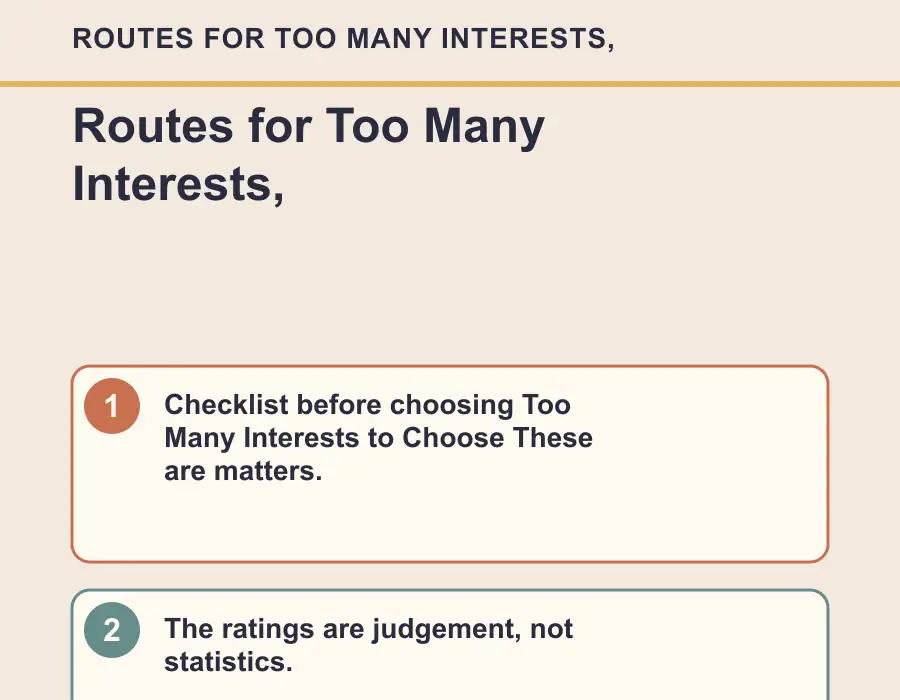 ROUTES FOR TOO MANY INTERESTS,
Routes for Too Many
Interests,
1
Checklist before choosing Too
Many Interests to Choose These
are matters.
2
The ratings are judgement, not
statistics.